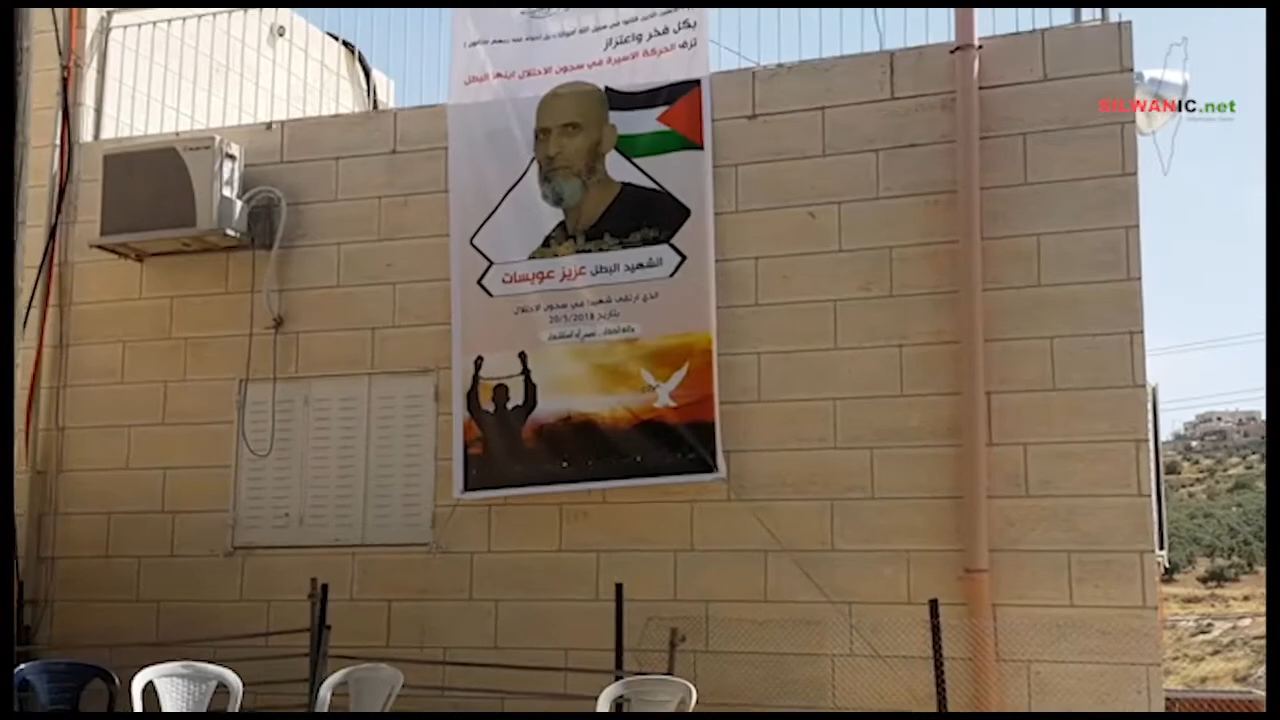 بكل فخر واعتزاز
تزف الحركة الاسيرة في سجون الاحتلال ابنها البطل
الشهيد البطل عزيز عويسات
الذي ارتقى شهيدا في سجون الاحتلال
بتاريخ 20/5/2018
SILWANIC.net